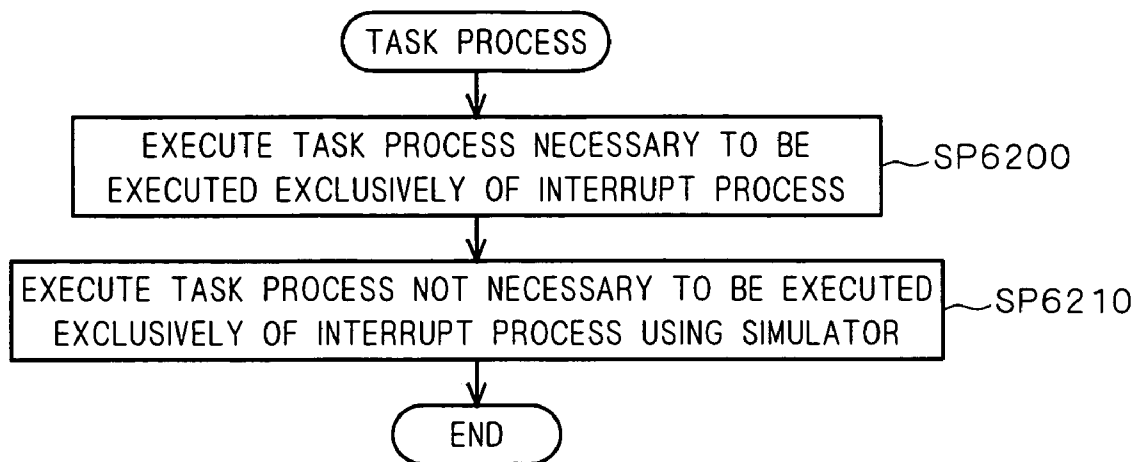 TASK PROCESS
EXECUTE TASK PROCESS NECESSARY TO BE
EXECUTED EXCLUSIVELY OF INTERRUPT PROCESS
SP6200
EXECUTE TASK PROCESS NOT NECESSARY TO BE EXECUTED
EXCLUSIVELY OF INTERRUPT PROCESS USING SIMULATOR
SP6210
END